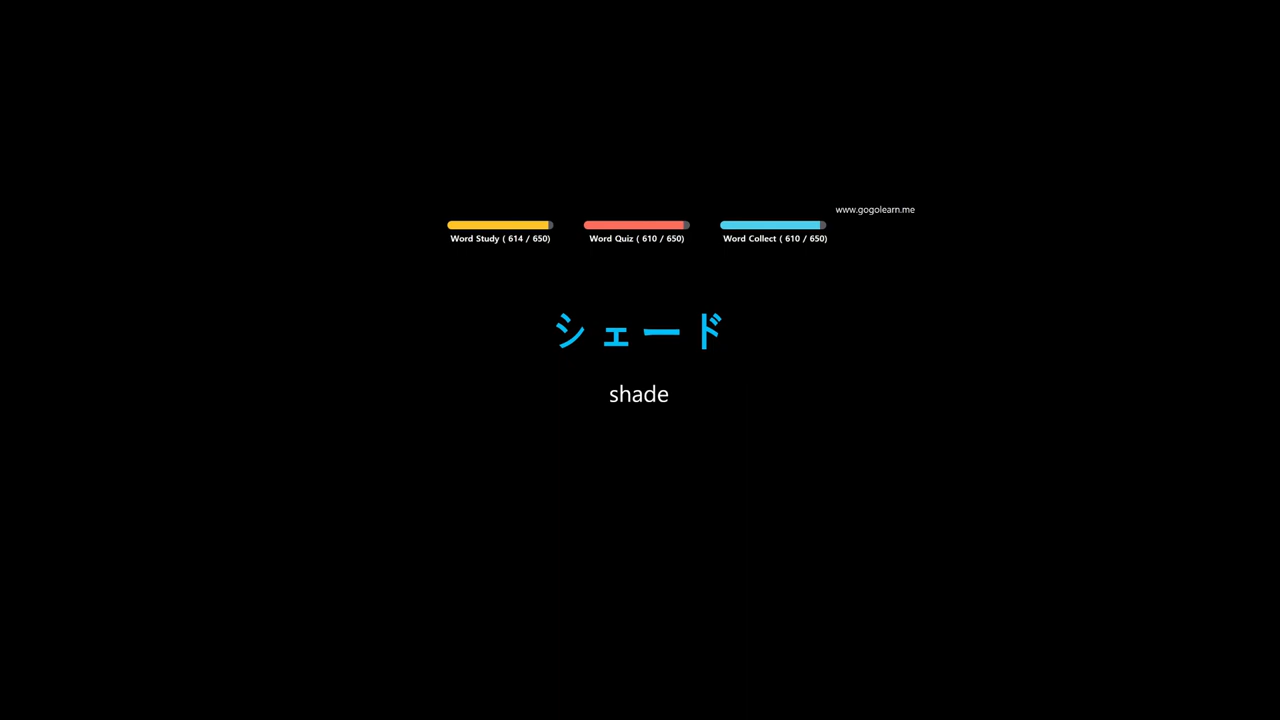 www.gogolearn.me
Word Study ( 614 / 650)
Word Quiz ( 610 / 650)
Word Collect ( 610 / 650)
シェード
shade